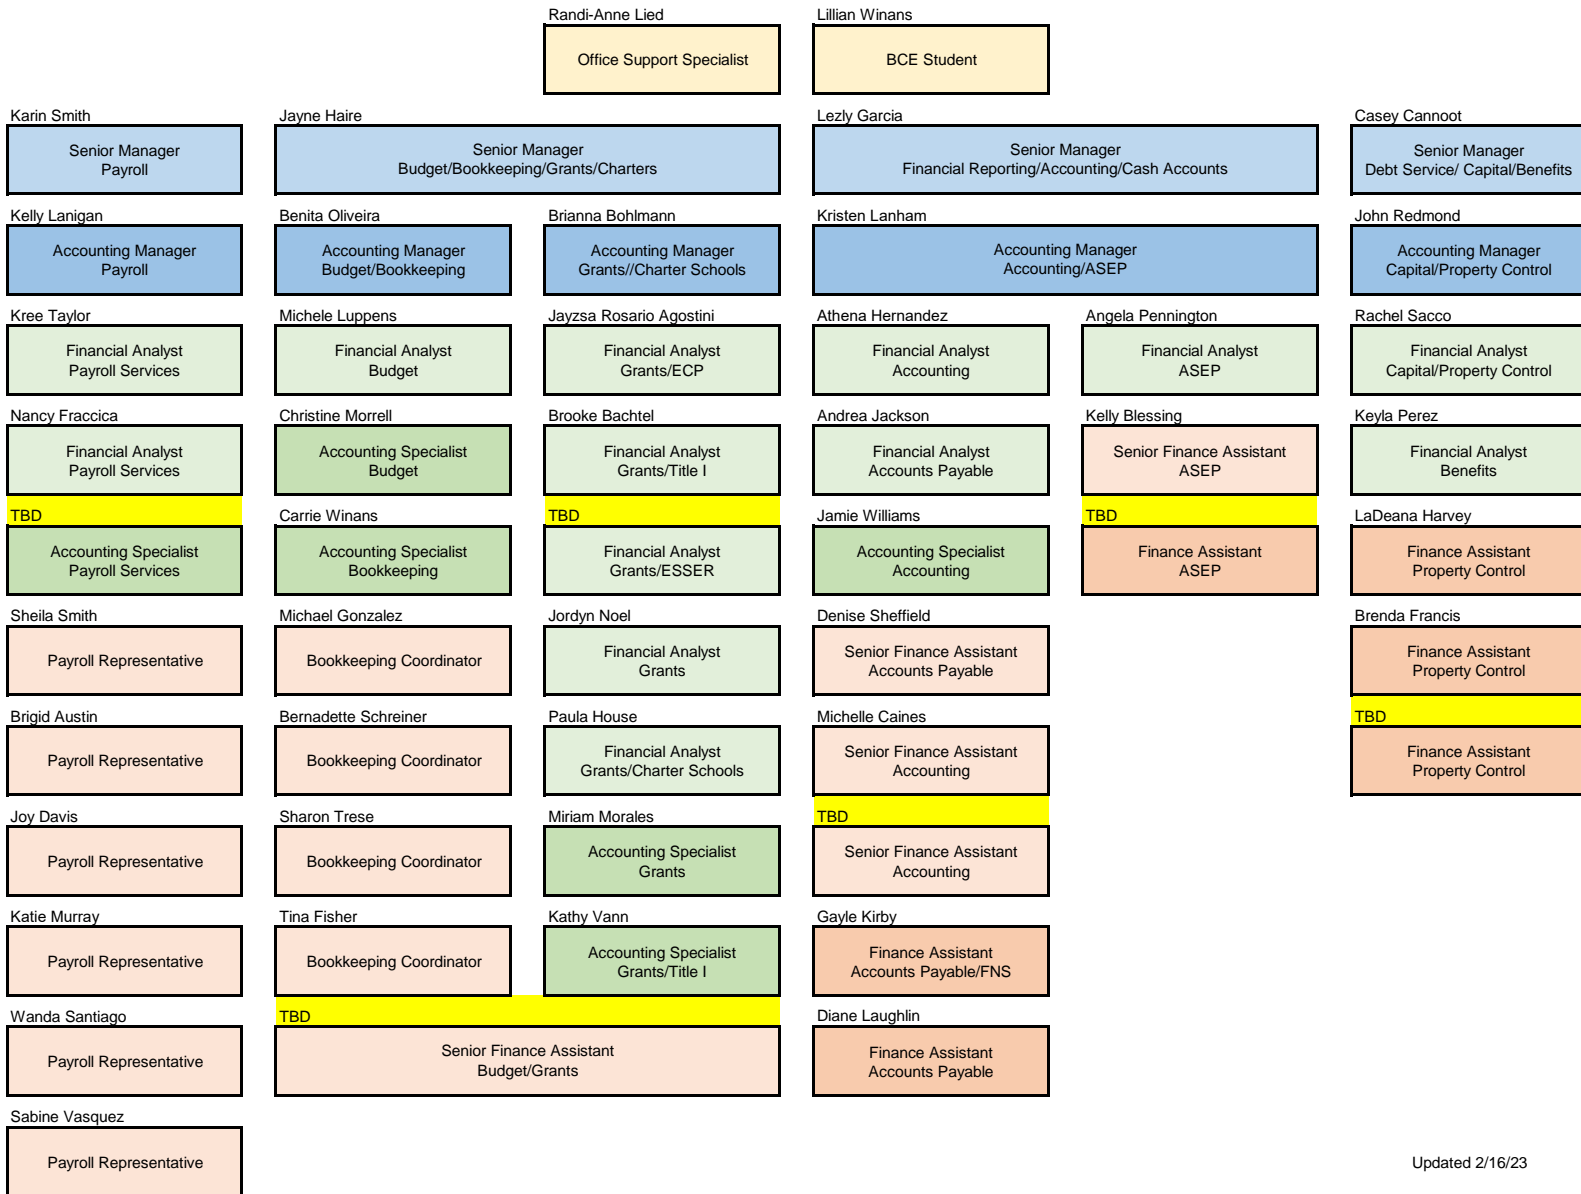 Randi-Anne Lied
Lillian Winans
Office Support Specialist
BCE Student
Karin Smith
Jayne Haire
Lezly Garcia
Casey Cannoot
Senior Manager
Payroll
Senior Manager
Budget/Bookkeeping/Grants/Charters
Senior Manager
Financial Reporting/Accounting/Cash Accounts
Senior Manager
Debt Service/ Capital/Benefits
Kelly Lanigan
Benita Oliveira
Brianna Bohlmann
Kristen Lanham
John Redmond
Accounting Manager
Payroll
Accounting Manager
Budget/Bookkeeping
Accounting Manager
Grants//Charter Schools
Accounting Manager
Accounting/ASEP
Accounting Manager
Capital/Property Control
Kree Taylor
Michele Luppens
Jayzsa Rosario Agostini
Athena Hernandez
Angela Pennington
Rachel Sacco
Financial Analyst
Payroll Services
Financial Analyst
Budget
Financial Analyst
Grants/ECP
Financial Analyst
Accounting
Financial Analyst
ASEP
Financial Analyst
Capital/Property Control
Nancy Fraccica
Christine Morrell
Brooke Bachtel
Andrea Jackson
Kelly Blessing
Keyla Perez
Financial Analyst
Payroll Services
Accounting Specialist
Budget
Financial Analyst
Grants/Title I
Financial Analyst
Accounts Payable
Senior Finance Assistant
ASEP
Financial Analyst
Benefits
TBD
Carrie Winans
TBD
Jamie Williams
TBD
LaDeana Harvey
Accounting Specialist
Payroll Services
Accounting Specialist
Bookkeeping
Financial Analyst
Grants/ESSER
Accounting Specialist
Accounting
Finance Assistant
ASEP
Finance Assistant
Property Control
Sheila Smith
Michael Gonzalez
Jordyn Noel
Denise Sheffield
Brenda Francis
Payroll Representative
Bookkeeping Coordinator
Financial Analyst
Grants
Senior Finance Assistant
Accounts Payable
Finance Assistant
Property Control
Brigid Austin
Bernadette Schreiner
Paula House
Michelle Caines
TBD
Payroll Representative
Bookkeeping Coordinator
Financial Analyst
Grants/Charter Schools
Senior Finance Assistant
Accounting
Finance Assistant
Property Control
Joy Davis
Sharon Trese
Miriam Morales
TBD
Payroll Representative
Bookkeeping Coordinator
Accounting Specialist
Grants
Senior Finance Assistant
Accounting
Katie Murray
Tina Fisher
Kathy Vann
Gayle Kirby
Payroll Representative
Bookkeeping Coordinator
Accounting Specialist
Grants/Title I
Finance Assistant
Accounts Payable/FNS
Wanda Santiago
TBD
Diane Laughlin
Payroll Representative
Senior Finance Assistant
Budget/Grants
Finance Assistant
Accounts Payable
Sabine Vasquez
Payroll Representative
Updated 2/16/23